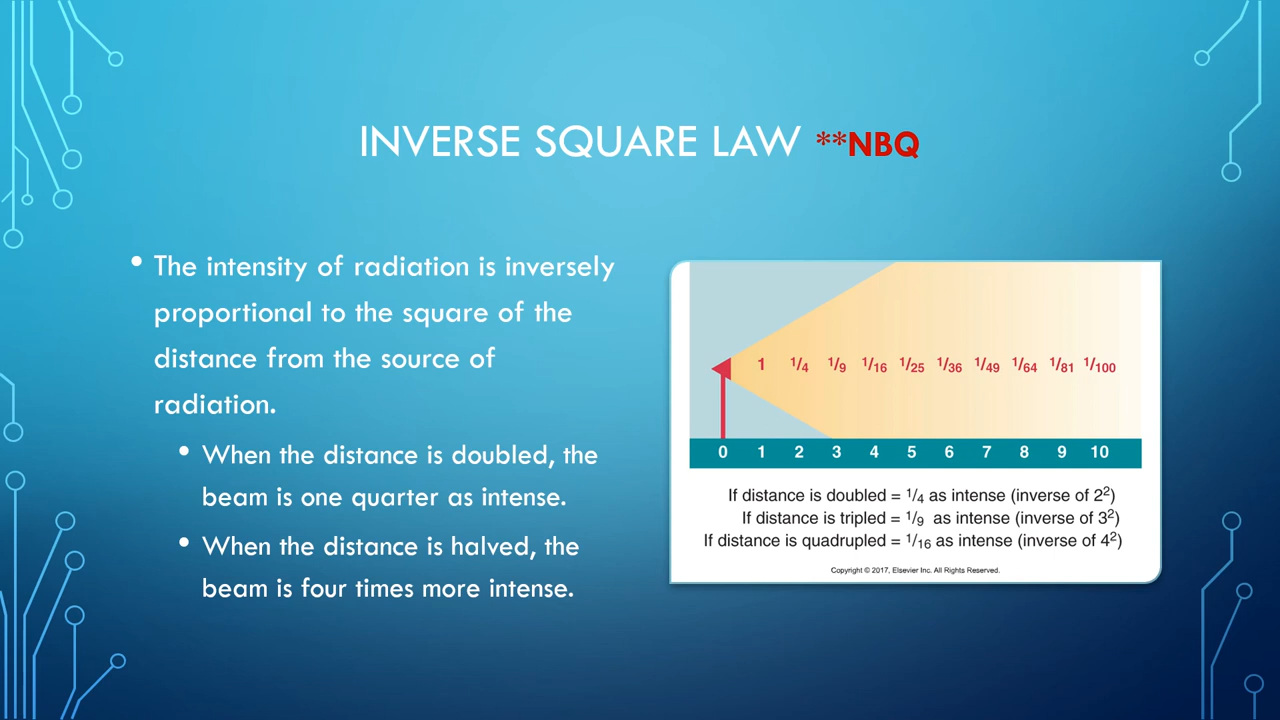 INVERSE SQUARE LAW **NBQ
• The intensity of radiation is inversely
proportional to the square of the
distance from the source of
radiation.
• When the distance is doubled, the
beam is one quarter as intense.
• When the distance is halved, the
beam is four times more intense.
1 1/4 1/9 1/16 1/25 1/36 1/49 1/64 1/81 1/100
0 1 2 3 4 5 6 7 8 9 10
If distance is doubled = 1/4 as intense (inverse of 2²)
If distance is tripled = 1/9 as intense (inverse of 3²)
If distance is quadrupled = 1/16 as intense (inverse of 4²)
Copyright © 2017, Elsevier Inc. All Rights Reserved.